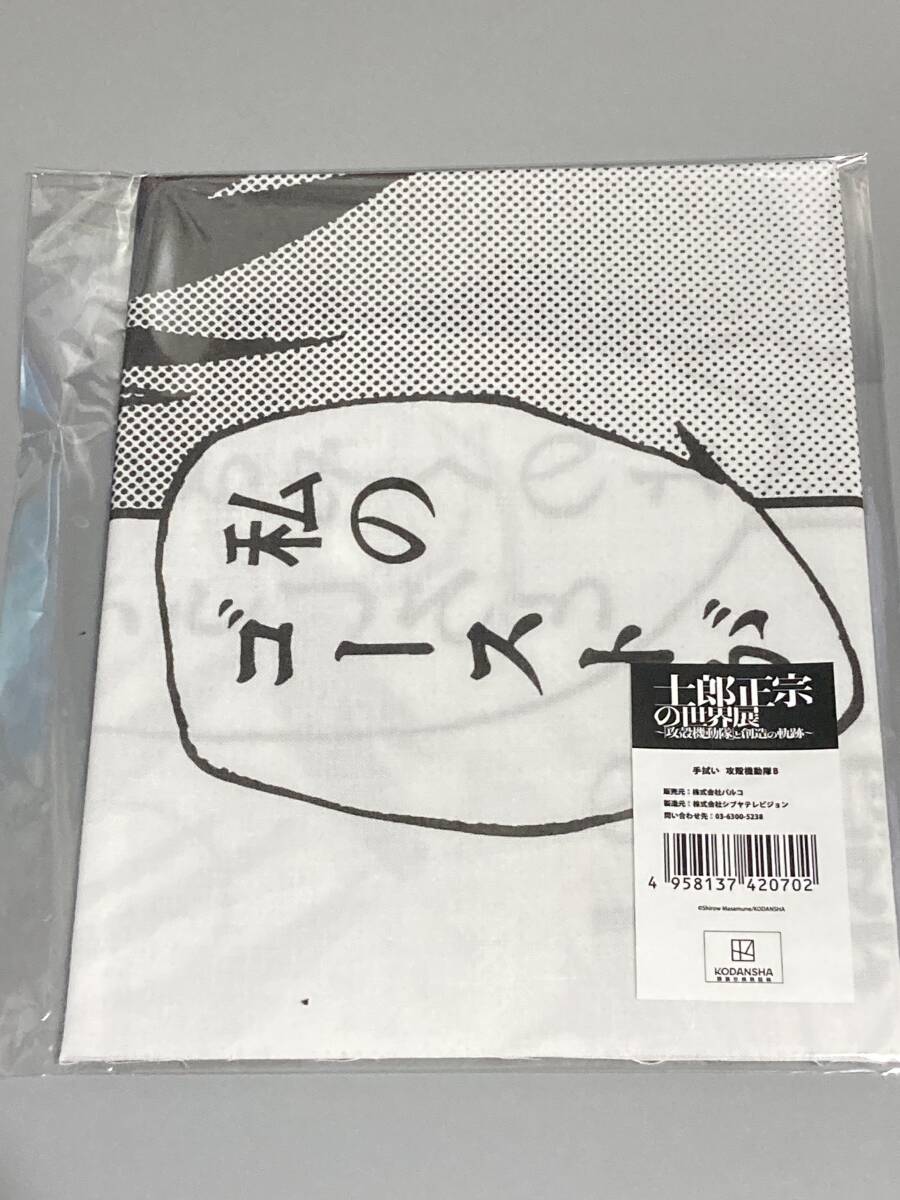 私の
ゴーストが
士郎正宗
の世界展
～「攻殻機動隊」と創造の軌跡～
手拭い 攻殻機動隊B
販売元：株式会社パルコ
製造元：株式会社シブヤテレビジョン
問い合わせ先：03-6300-5238
4 958137 420702
©Shirow Masamune/KODANSHA
KODANSHA